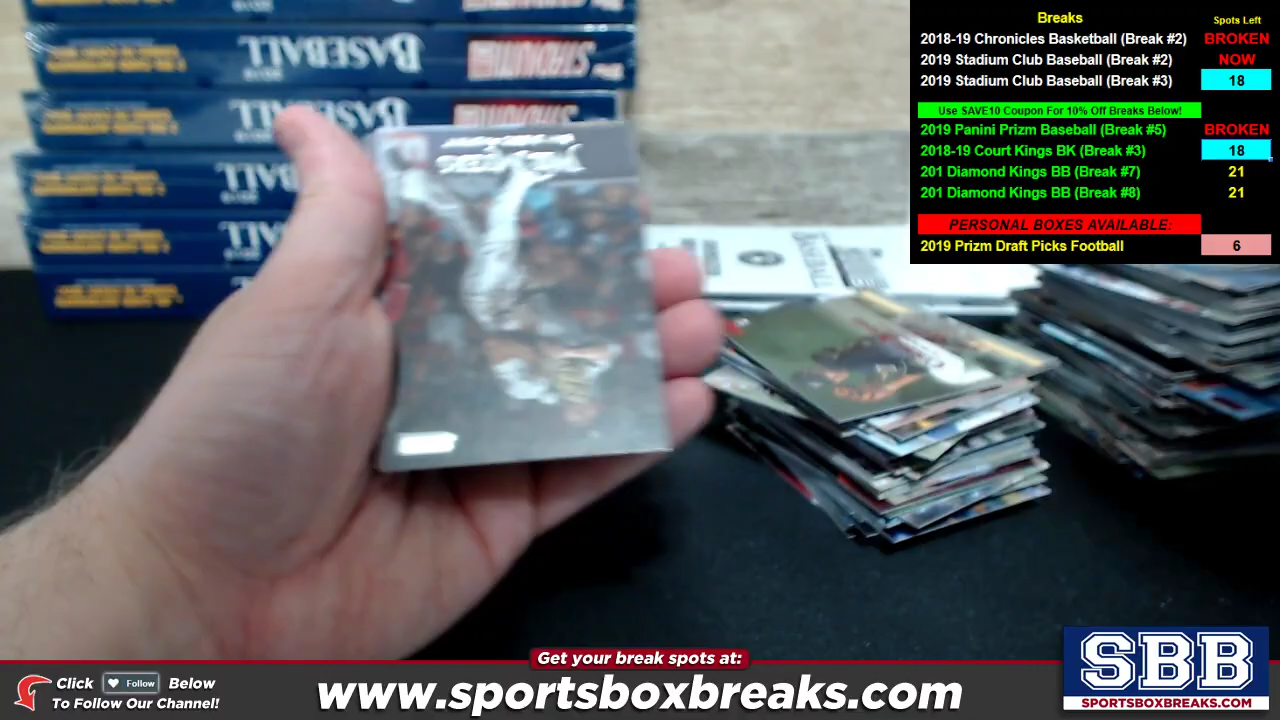 Breaks Spots Left
2018-19 Chronicles Basketball (Break #2) BROKEN
2019 Stadium Club Baseball (Break #2) NOW
2019 Stadium Club Baseball (Break #3) 18
Use SAVE10 Coupon For 10% Off Breaks Below!
2019 Panini Prizm Baseball (Break #5) BROKEN
2018-19 Court Kings BK (Break #3) 18
201 Diamond Kings BB (Break #7) 21
201 Diamond Kings BB (Break #8) 21
PERSONAL BOXES AVAILABLE:
2019 Prizm Draft Picks Football 6
BASEBALL
STADIUM
BASEBALL
STADIUM
BASEBALL
Get your break spots at:
Click Follow Below
To Follow Our Channel!
www.sportsboxbreaks.com
SBB
SPORTSBOXBREAKS.COM